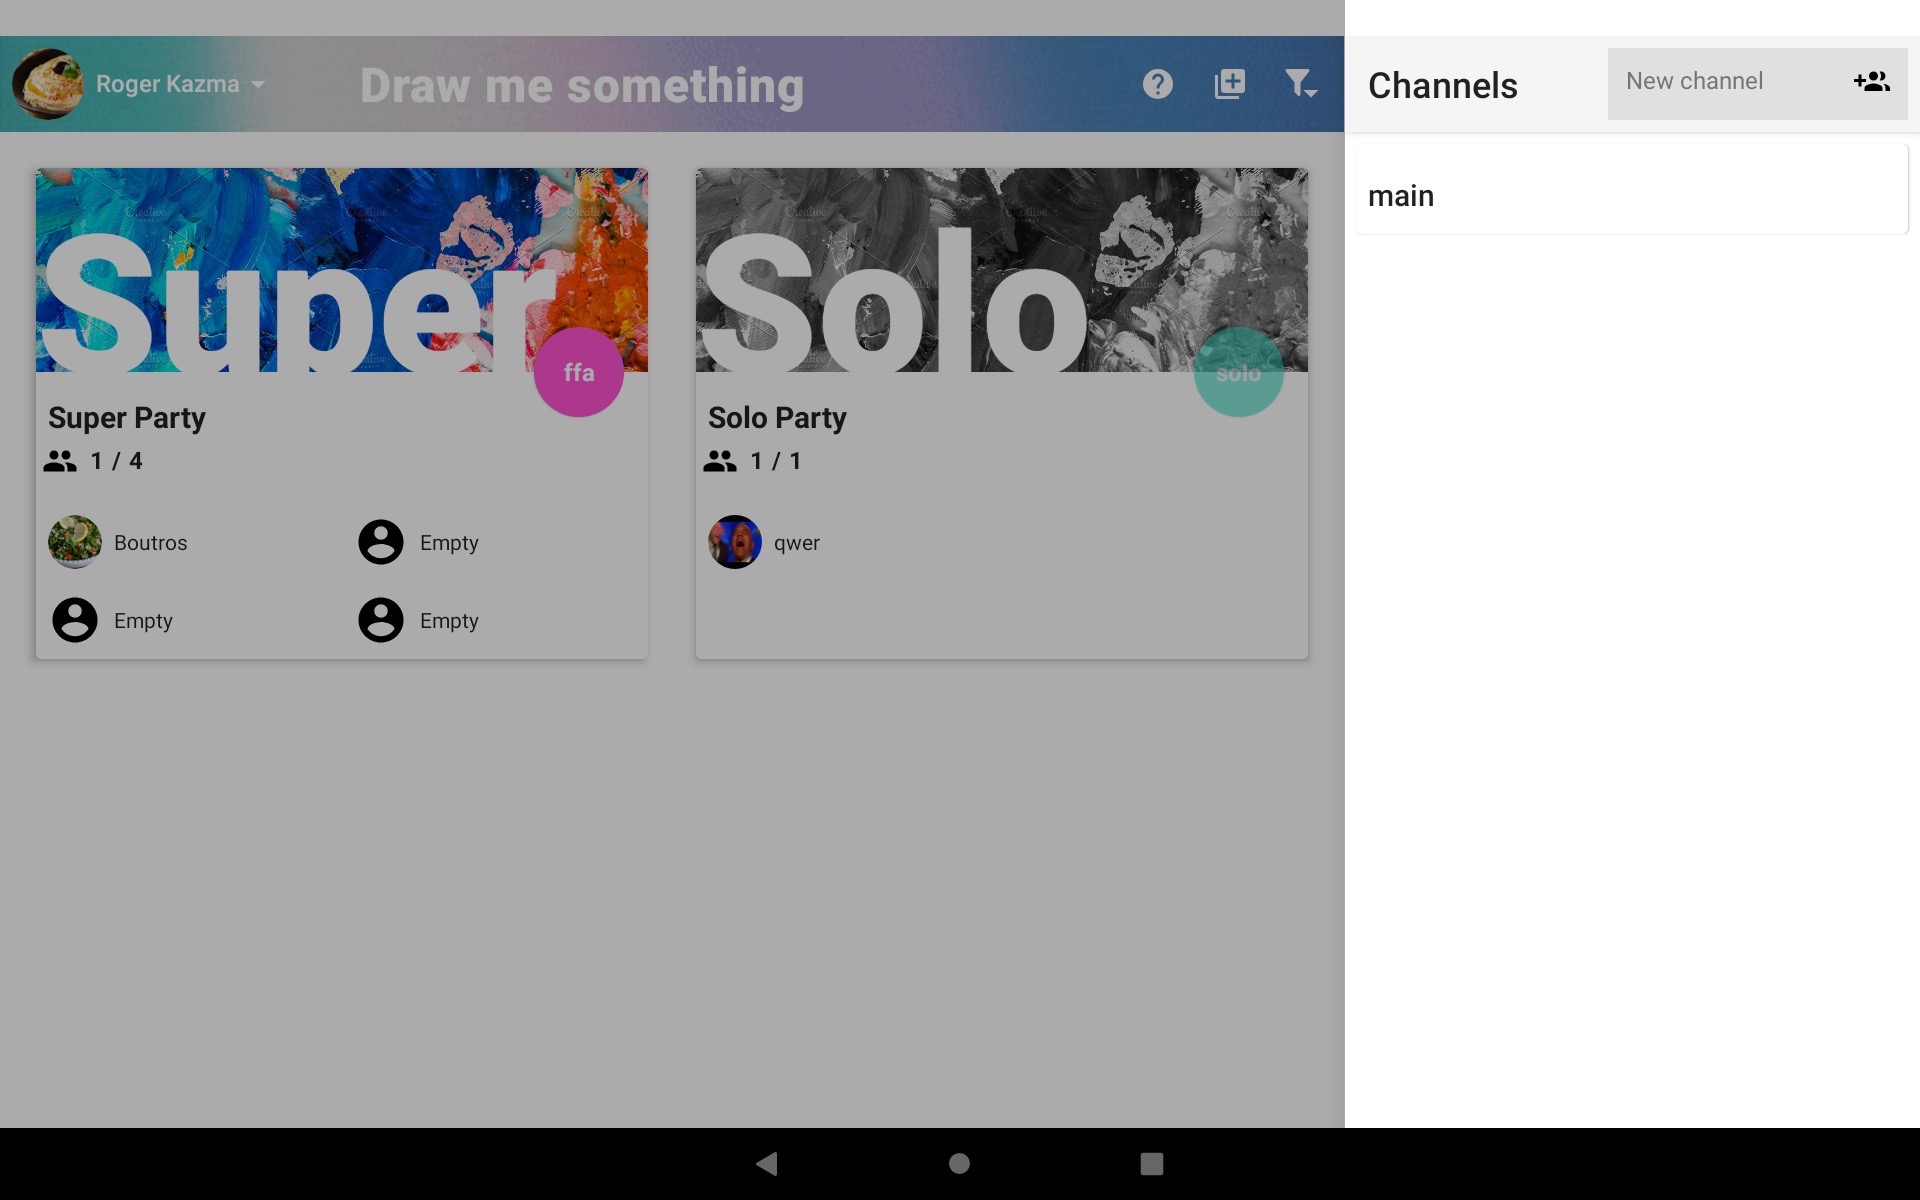 Roger Kazma
Draw me something
Channels
New channel
main
Super
ffa
Super Party
1 / 4
Boutros
Empty
Empty
Empty
Solo
solo
Solo Party
1 / 1
qwer